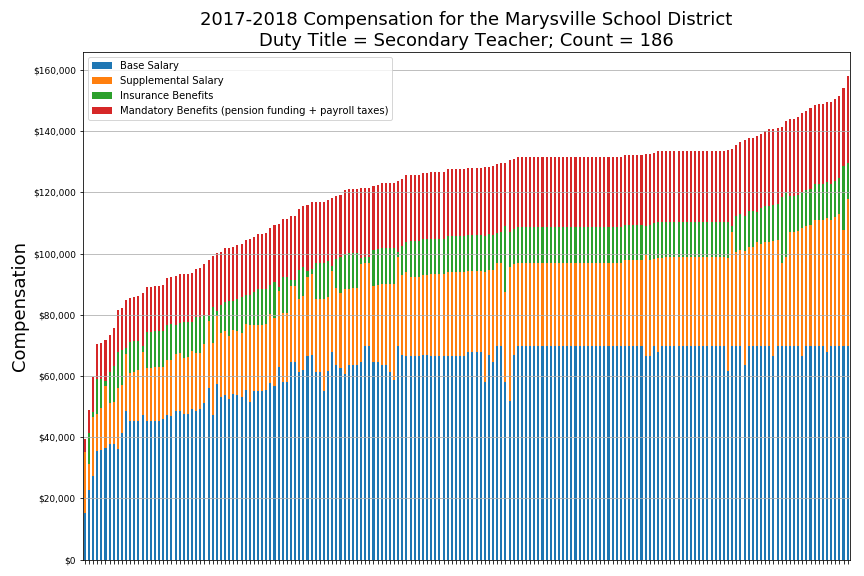 2017-2018 Compensation for the Marysville School District
Duty Title = Secondary Teacher; Count = 186
Base Salary
Supplemental Salary
Insurance Benefits
Mandatory Benefits (pension funding + payroll taxes)
Compensation
$160,000
$140,000
$120,000
$100,000
$80,000
$60,000
$40,000
$20,000
$0